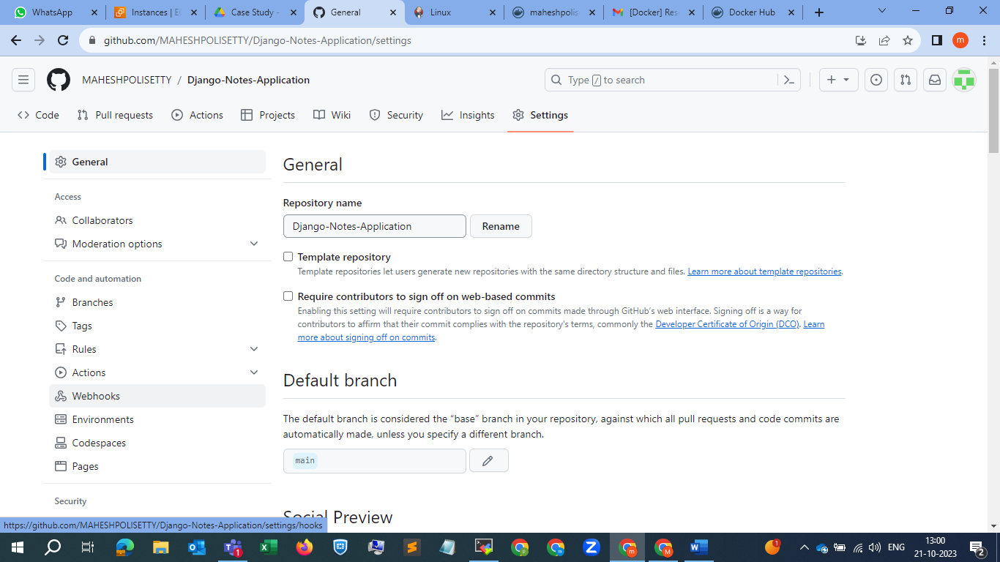 WhatsApp
Instances | EC
Case Study -
General
Linux
maheshpolis
[Docker] Res
Docker Hub
github.com/MAHESHPOLISETTY/Django-Notes-Application/settings
m
MAHESHPOLISETTY / Django-Notes-Application
Type / to search
Code
Pull requests
Actions
Projects
Wiki
Security
Insights
Settings
General
Access
Collaborators
Moderation options
Code and automation
Branches
Tags
Rules
Actions
Webhooks
Environments
Codespaces
Pages
Security
General
Repository name
Django-Notes-Application
Rename
Template repository
Template repositories let users generate new repositories with the same directory structure and files. Learn more about template repositories.
Require contributors to sign off on web-based commits
Enabling this setting will require contributors to sign off on commits made through GitHub's web interface. Signing off is a way for
contributors to affirm that their commit complies with the repository's terms, commonly the Developer Certificate of Origin (DCO). Learn
more about signing off on commits.
Default branch
The default branch is considered the “base” branch in your repository, against which all pull requests and code commits are
automatically made, unless you specify a different branch.
main
Social Preview
https://github.com/MAHESHPOLISETTY/Django-Notes-Application/settings/hooks
ENG
13:00
21-10-2023
2